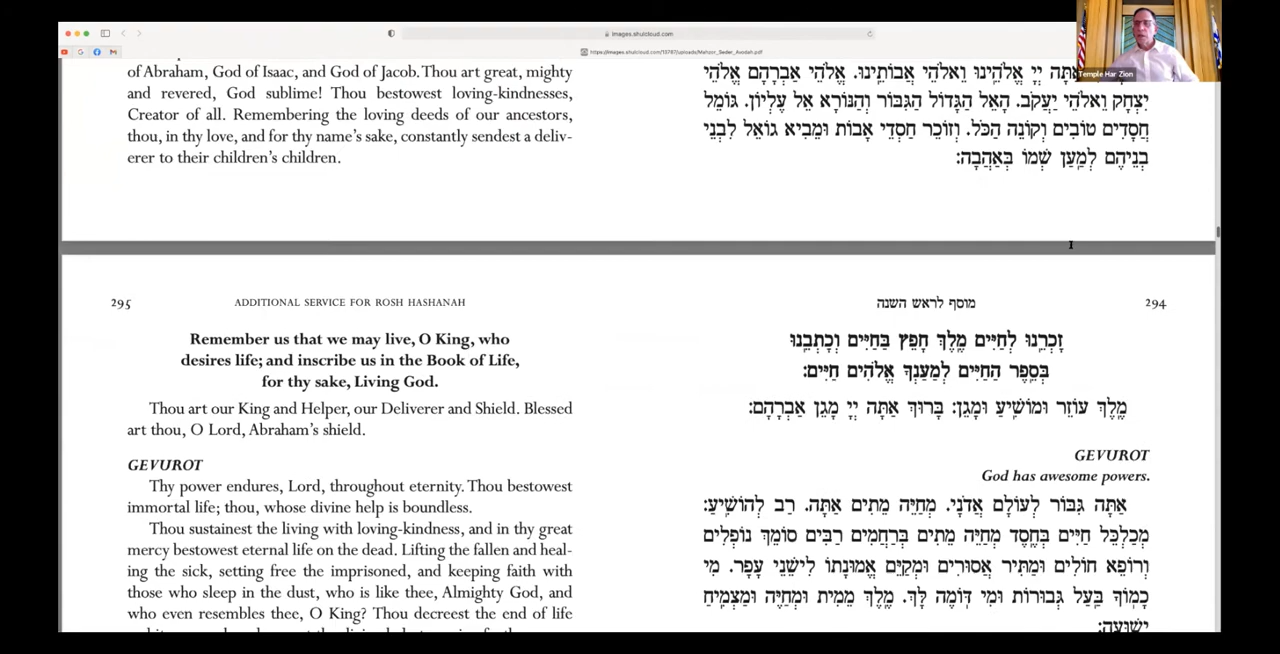 images.shulcloud.com
https://images.shulcloud.com/13787/uploads/Mahzor_Seder_Avodah.pdf
Temple Har Zion
of Abraham, God of Isaac, and God of Jacob. Thou art great, mighty
and revered, God sublime! Thou bestowest loving-kindnesses,
Creator of all. Remembering the loving deeds of our ancestors,
thou, in thy love, and for thy name's sake, constantly sendest a deliv-
erer to their children's children.
אַתָּה יְיָ אֱלֹהֵֽינוּ וֵאלֹהֵי אֲבוֹתֵֽינוּ. אֱלֹהֵי אַבְרָהָם אֱלֹהֵי
יִצְחָק וֵאלֹהֵי יַעֲקֹב. הָאֵל הַגָּדוֹל הַגִּבּוֹר וְהַנּוֹרָא אֵל עֶלְיוֹן. גּוֹמֵל
חֲסָדִים טוֹבִים וְקוֹנֵה הַכֹּל. וְזוֹכֵר חַסְדֵי אָבוֹת וּמֵבִיא גוֹאֵל לִבְנֵי
בְנֵיהֶם לְמַֽעַן שְׁמוֹ בְּאַהֲבָה:
295 ADDITIONAL SERVICE FOR ROSH HASHANAH
Remember us that we may live, O King, who
desires life; and inscribe us in the Book of Life,
for thy sake, Living God.
Thou art our King and Helper, our Deliverer and Shield. Blessed
art thou, O Lord, Abraham's shield.
GEVUROT
Thy power endures, Lord, throughout eternity. Thou bestowest
immortal life; thou, whose divine help is boundless.
Thou sustainest the living with loving-kindness, and in thy great
mercy bestowest eternal life on the dead. Lifting the fallen and heal-
ing the sick, setting free the imprisoned, and keeping faith with
those who sleep in the dust, who is like thee, Almighty God, and
who even resembles thee, O King? Thou decreest the end of life
מוסף לראש השנה 294
זָכְרֵֽנוּ לְחַיִּים מֶֽלֶךְ חָפֵץ בַּחַיִּים וְכָתְבֵֽנוּ
בְּסֵֽפֶר הַחַיִּים לְמַעַנְךָ אֱלֹהִים חַיִּים:
מֶֽלֶךְ עוֹזֵר וּמוֹשִֽׁיעַ וּמָגֵן: בָּרוּךְ אַתָּה יְיָ מָגֵן אַבְרָהָם:
GEVUROT
God has awesome powers.
אַתָּה גִּבּוֹר לְעוֹלָם אֲדֹנָי. מְחַיֵּה מֵתִים אַתָּה. רַב לְהוֹשִֽׁיעַ:
מְכַלְכֵּל חַיִּים בְּחֶֽסֶד מְחַיֵּה מֵתִים בְּרַחֲמִים רַבִּים סוֹמֵךְ נוֹפְלִים
וְרוֹפֵא חוֹלִים וּמַתִּיר אֲסוּרִים וּמְקַיֵּם אֱמוּנָתוֹ לִישֵׁנֵי עָפָר. מִי
כָמֽוֹךָ בַּֽעַל גְּבוּרוֹת וּמִי דּֽוֹמֶה לָּךְ. מֶֽלֶךְ מֵמִית וּמְחַיֶּה וּמַצְמִֽיחַ
יְשׁוּעָה: